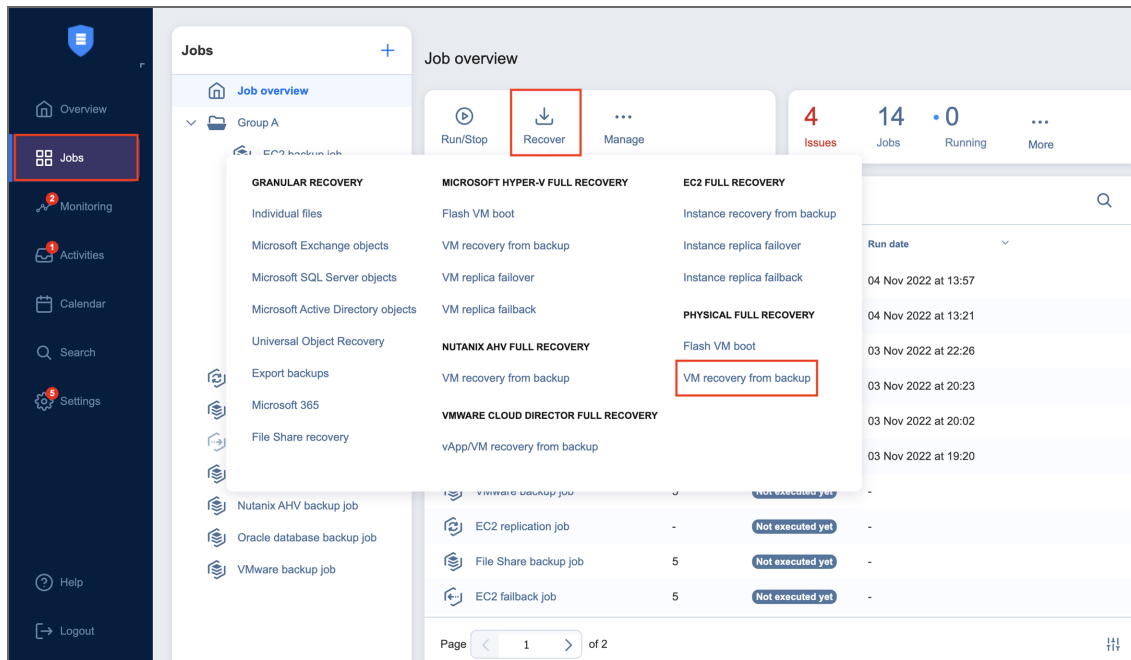 Overview
Jobs
2
Monitoring
1
Activities
Calendar
Search
5
Settings
Help
Logout
Jobs
Job overview
Group A
EC2 backup job
Nutanix AHV backup job
Oracle database backup job
VMware backup job
Job overview
Run/Stop
Recover
Manage
4
Issues
14
Jobs
0
Running
More
GRANULAR RECOVERY
Individual files
Microsoft Exchange objects
Microsoft SQL Server objects
Microsoft Active Directory objects
Universal Object Recovery
Export backups
Microsoft 365
File Share recovery
MICROSOFT HYPER-V FULL RECOVERY
Flash VM boot
VM recovery from backup
VM replica failover
VM replica failback
NUTANIX AHV FULL RECOVERY
VM recovery from backup
VMWARE CLOUD DIRECTOR FULL RECOVERY
vApp/VM recovery from backup
EC2 FULL RECOVERY
Instance recovery from backup
Instance replica failover
Instance replica failback
PHYSICAL FULL RECOVERY
Flash VM boot
VM recovery from backup
Run date
04 Nov 2022 at 13:57
04 Nov 2022 at 13:21
03 Nov 2022 at 22:26
03 Nov 2022 at 20:23
03 Nov 2022 at 20:02
03 Nov 2022 at 19:20
VMware backup job 5 Not executed yet -
EC2 replication job - Not executed yet -
File Share backup job 5 Not executed yet -
EC2 failback job 5 Not executed yet -
Page 1 of 2